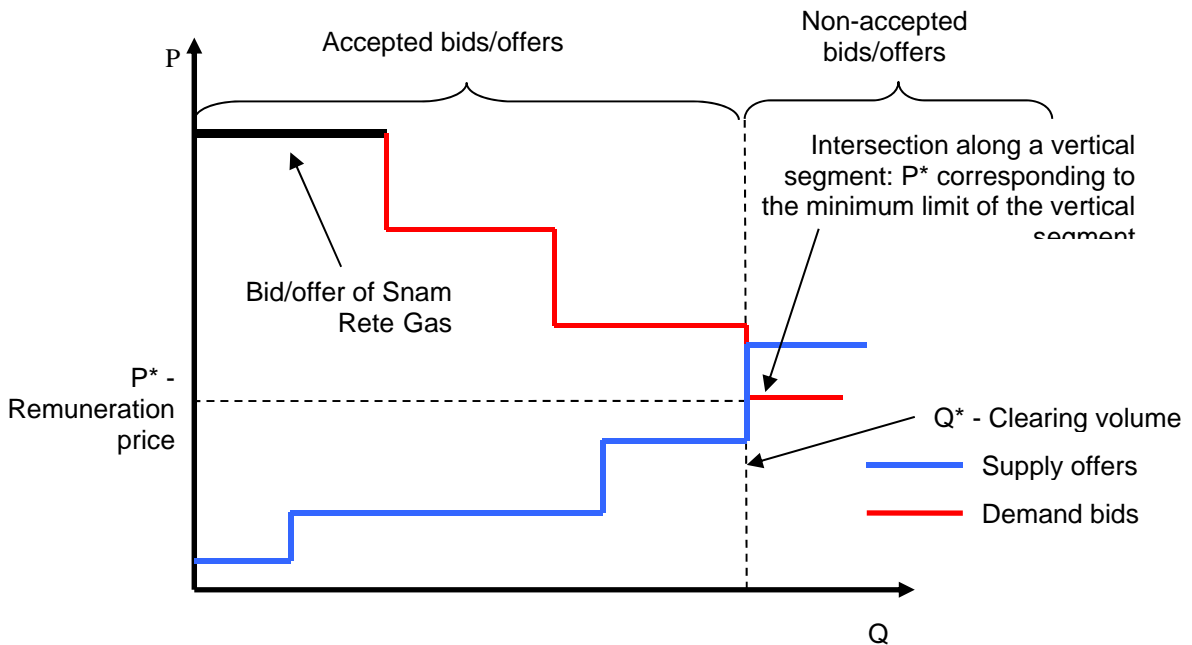 Non-accepted
bids/offers
Accepted bids/offers
P
Intersection along a vertical
segment: P* corresponding to
the minimum limit of the vertical
segment
Bid/offer of Snam
Rete Gas
P* -
Remuneration
price
Q* - Clearing volume
Supply offers
Demand bids
Q